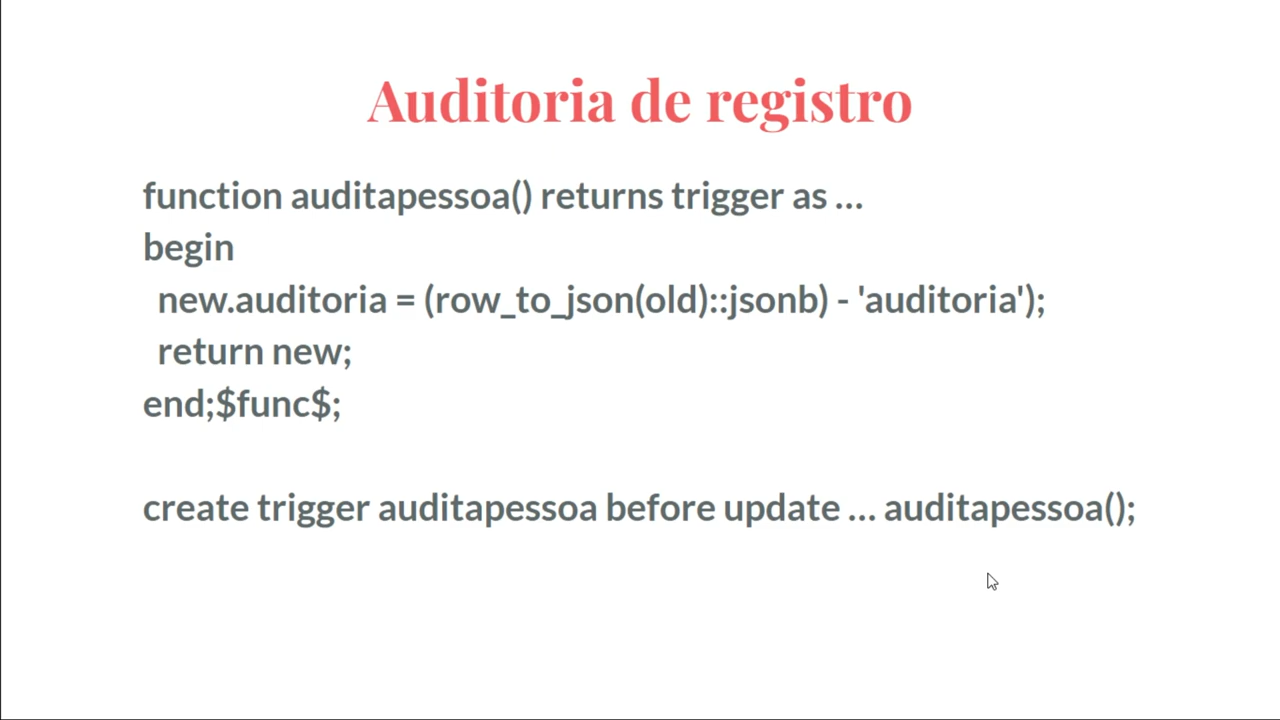 Auditoria de registro
function auditapessoa() returns trigger as ...
begin
new.auditoria = (row_to_json(old)::jsonb) - 'auditoria');
return new;
end;$func$;
create trigger auditapessoa before update ... auditapessoa();